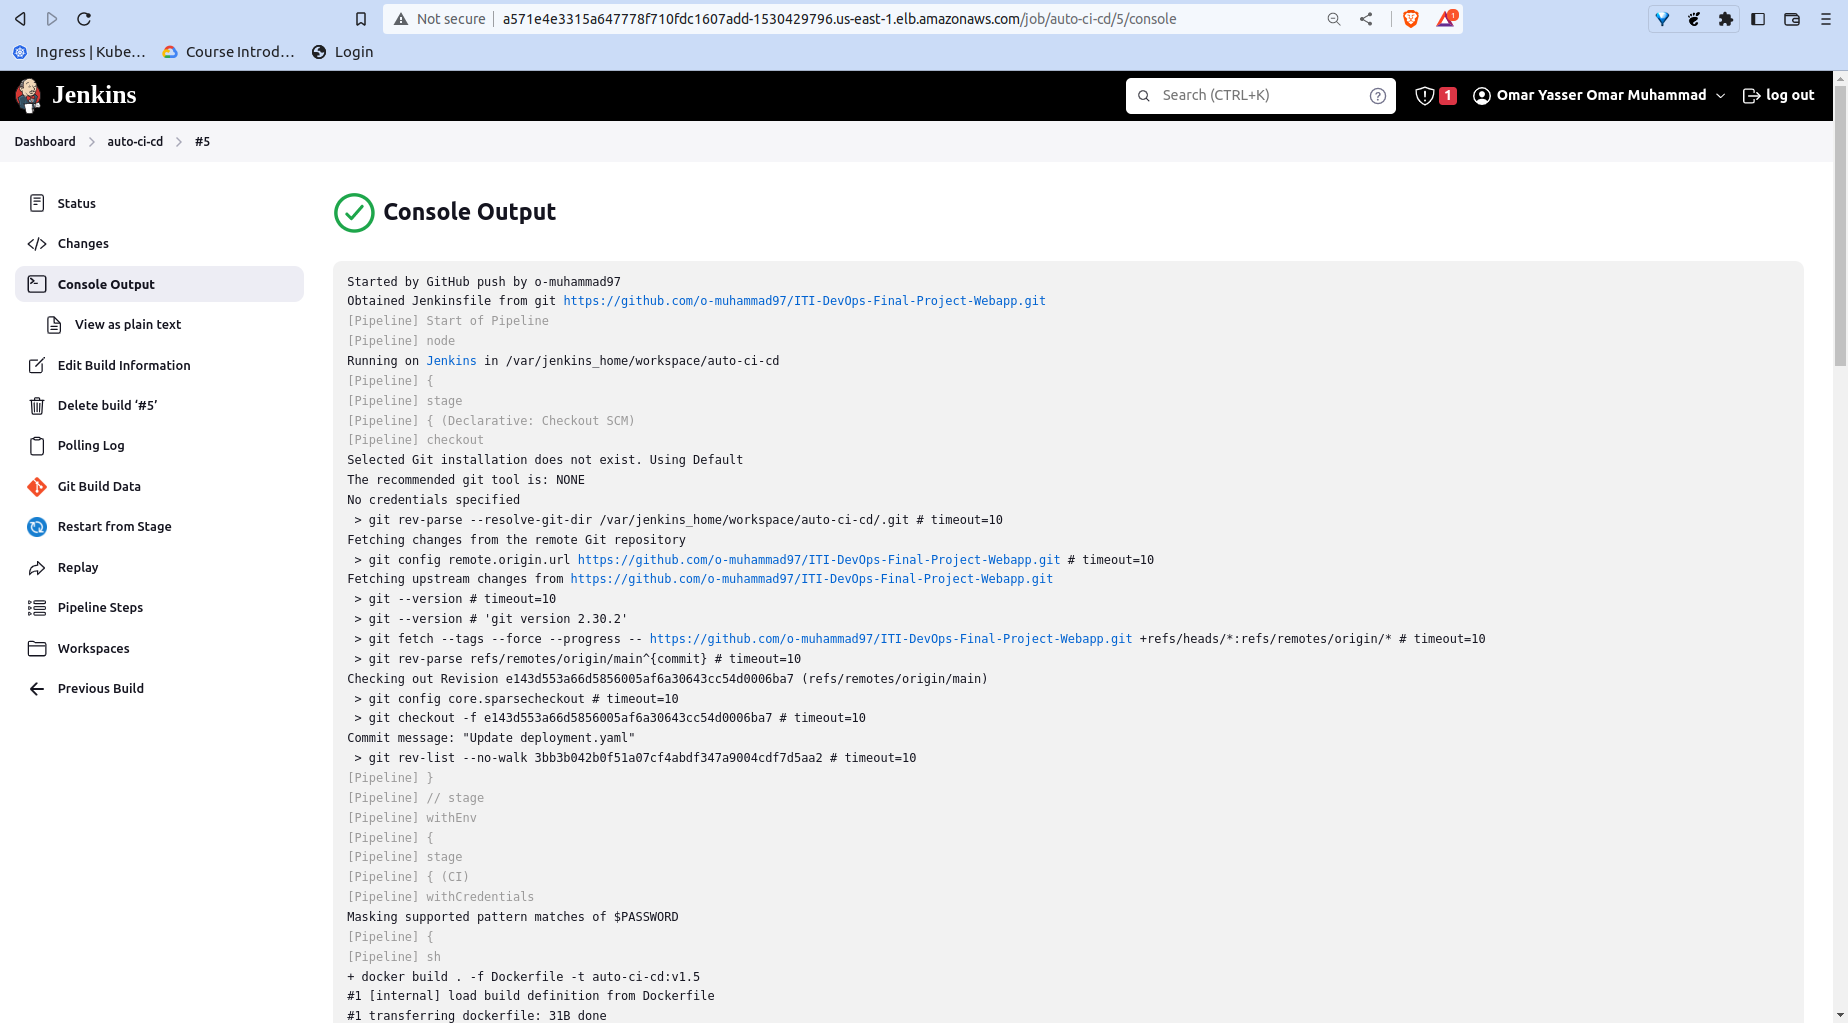 Not secure
a571e4e3315a647778f710fdc1607add-1530429796.us-east-1.elb.amazonaws.com/job/auto-ci-cd/5/console
1
Ingress | Kube...
Course Introd...
Login
Jenkins
Search (CTRL+K)
?
1
Omar Yasser Omar Muhammad
log out
Dashboard
auto-ci-cd
#5
Status
Changes
Console Output
View as plain text
Edit Build Information
Delete build ‘#5’
Polling Log
Git Build Data
Restart from Stage
Replay
Pipeline Steps
Workspaces
Previous Build
Console Output
Started by GitHub push by o-muhammad97
Obtained Jenkinsfile from git https://github.com/o-muhammad97/ITI-DevOps-Final-Project-Webapp.git
[Pipeline] Start of Pipeline
[Pipeline] node
Running on Jenkins in /var/jenkins_home/workspace/auto-ci-cd
[Pipeline] {
[Pipeline] stage
[Pipeline] { (Declarative: Checkout SCM)
[Pipeline] checkout
Selected Git installation does not exist. Using Default
The recommended git tool is: NONE
No credentials specified
> git rev-parse --resolve-git-dir /var/jenkins_home/workspace/auto-ci-cd/.git # timeout=10
Fetching changes from the remote Git repository
> git config remote.origin.url https://github.com/o-muhammad97/ITI-DevOps-Final-Project-Webapp.git # timeout=10
Fetching upstream changes from https://github.com/o-muhammad97/ITI-DevOps-Final-Project-Webapp.git
> git --version # timeout=10
> git --version # 'git version 2.30.2'
> git fetch --tags --force --progress -- https://github.com/o-muhammad97/ITI-DevOps-Final-Project-Webapp.git +refs/heads/*:refs/remotes/origin/* # timeout=10
> git rev-parse refs/remotes/origin/main^{commit} # timeout=10
Checking out Revision e143d553a66d5856005af6a30643cc54d0006ba7 (refs/remotes/origin/main)
> git config core.sparsecheckout # timeout=10
> git checkout -f e143d553a66d5856005af6a30643cc54d0006ba7 # timeout=10
Commit message: "Update deployment.yaml"
> git rev-list --no-walk 3bb3b042b0f51a07cf4abdf347a9004cdf7d5aa2 # timeout=10
[Pipeline] }
[Pipeline] // stage
[Pipeline] withEnv
[Pipeline] {
[Pipeline] stage
[Pipeline] { (CI)
[Pipeline] withCredentials
Masking supported pattern matches of $PASSWORD
[Pipeline] {
[Pipeline] sh
+ docker build . -f Dockerfile -t auto-ci-cd:v1.5
#1 [internal] load build definition from Dockerfile
#1 transferring dockerfile: 31B done